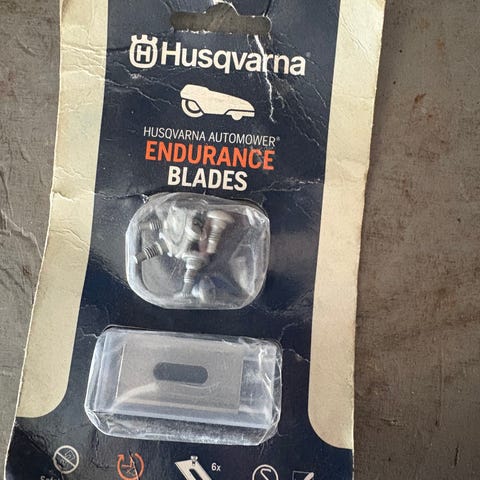 Husqvarna
HUSQVARNA AUTOMOWER®
ENDURANCE
BLADES
6x